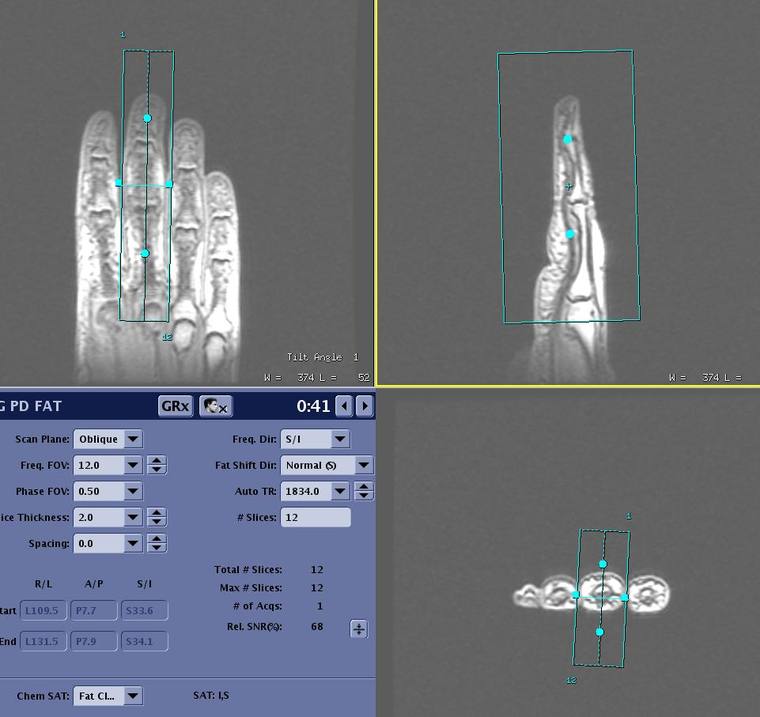 1
12
Tilt Angle 1
W = 374 L = 52
W = 374 L =
G PD FAT
GRx
0:41
Scan Plane: Oblique
Freq. Dir: S/I
Freq. FOV: 12.0
Fat Shift Dir: Normal (S)
Phase FOV: 0.50
Auto TR: 1834.0
ice Thickness: 2.0
# Slices: 12
Spacing: 0.0
Total # Slices: 12
R/L A/P S/I
Max # Slices: 12
tart L109.5 P7.7 S33.6
# of Acqs: 1
Rel. SNR(%): 68
End L131.5 P7.9 S34.1
Chem SAT: Fat Cl...
SAT: I,S
1
12